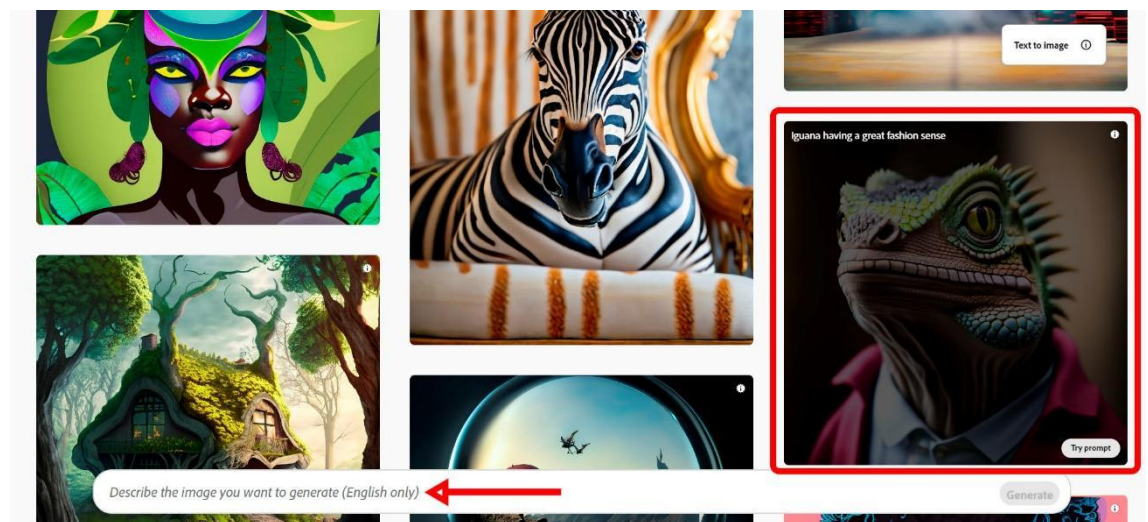 Text to image
Iguana having a great fashion sense
Try prompt
Describe the image you want to generate (English only)
Generate